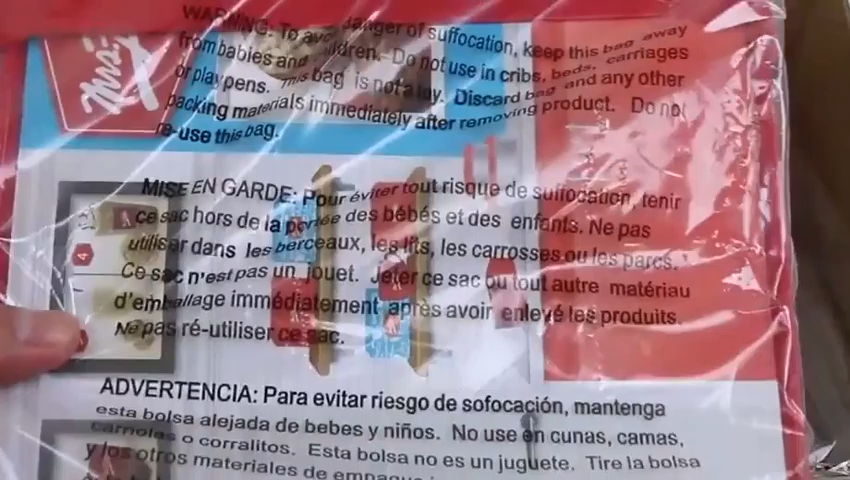 WARNING: To avoid danger of suffocation, keep this bag away
from babies and children. Do not use in cribs, beds, carriages
or playpens. This bag is not a toy. Discard bag and any other
packing materials immediately after removing product. Do not
re-use this bag.
Mrs.
MISE EN GARDE: Pour éviter tout risque de suffocation, tenir
ce sac hors de la portée des bébés et des enfants. Ne pas
utiliser dans les berceaux, les lits, les carrosses ou les parcs.
Ce sac n'est pas un jouet. Jeter ce sac ou tout autre matériau
d'emballage immédiatement après avoir enlevé les produits.
Ne pas ré-utiliser ce sac.
4
ADVERTENCIA: Para evitar riesgo de sofocación, mantenga
esta bolsa alejada de bebes y niños. No use en cunas, camas,
carriolas o corralitos. Esta bolsa no es un juguete. Tire la bolsa
y los otros materiales de